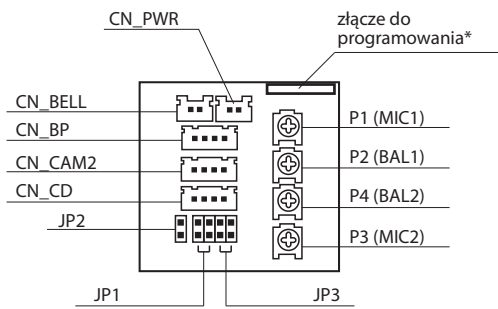 CN_PWR
złącze do
programowania*
CN_BELL
CN_BP
CN_CAM2
CN_CD
JP2
P1 (MIC1)
P2 (BAL1)
P4 (BAL2)
P3 (MIC2)
JP1
JP3